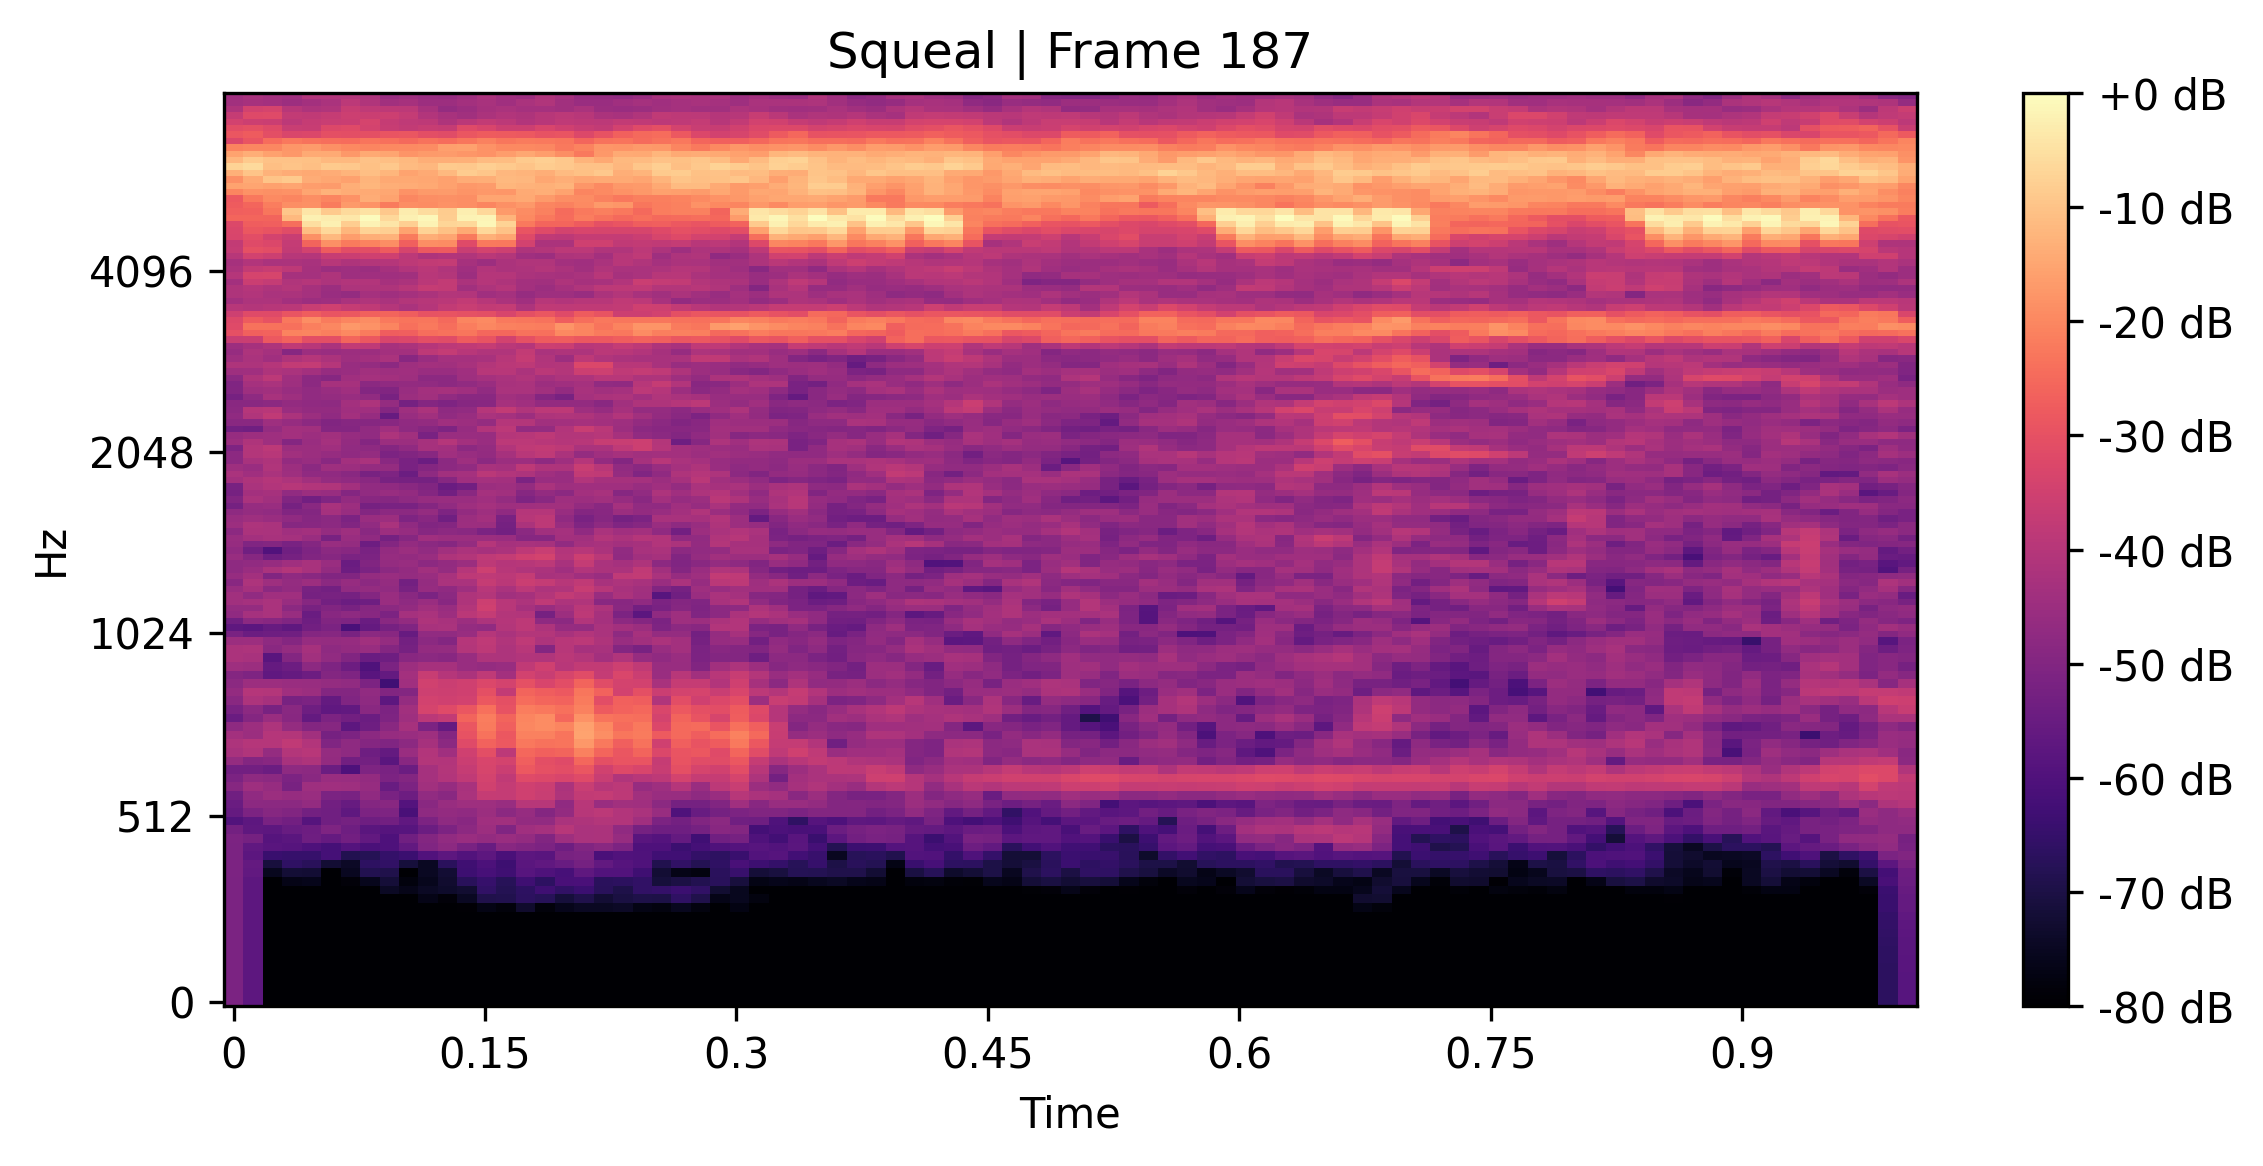 Squeal | Frame 187
Hz
4096
2048
1024
512
0
0 0.15 0.3 0.45 0.6 0.75 0.9
Time
+0 dB
-10 dB
-20 dB
-30 dB
-40 dB
-50 dB
-60 dB
-70 dB
-80 dB